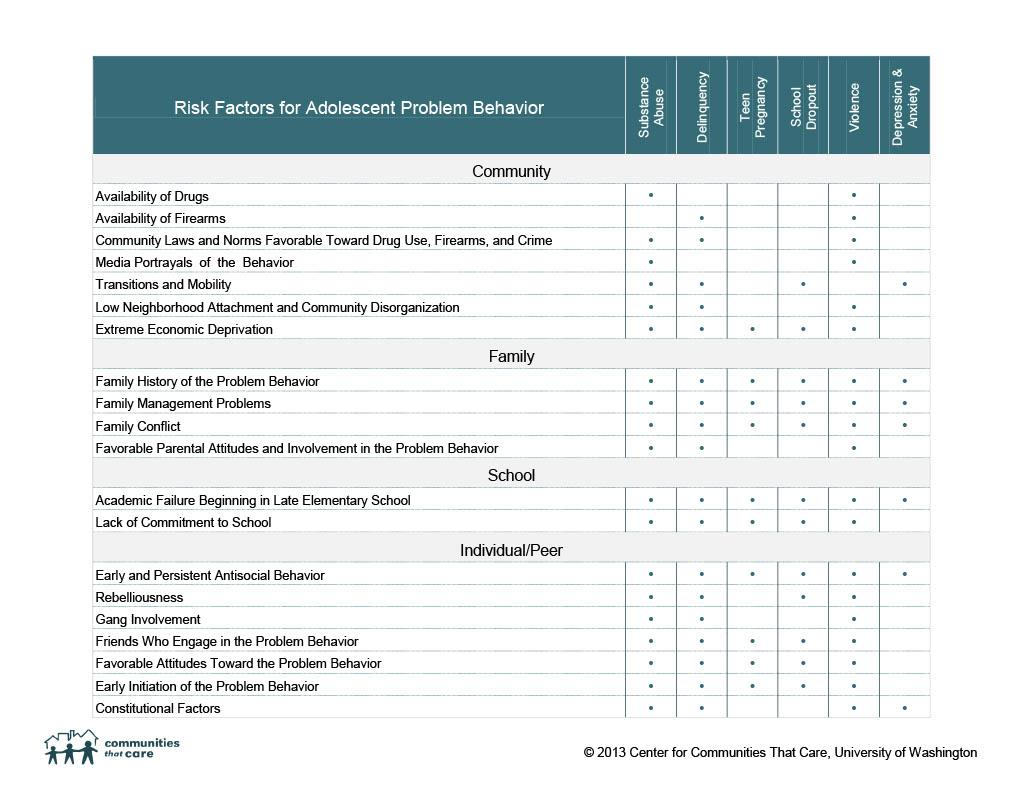 Risk Factors for Adolescent Problem Behavior
Substance
Abuse
Delinquency
Teen
Pregnancy
School
Dropout
Violence
Depression &
Anxiety
Community
Availability of Drugs • •
Availability of Firearms • •
Community Laws and Norms Favorable Toward Drug Use, Firearms, and Crime • • •
Media Portrayals of the Behavior • •
Transitions and Mobility • • • •
Low Neighborhood Attachment and Community Disorganization • • •
Extreme Economic Deprivation • • • • •
Family
Family History of the Problem Behavior • • • • • •
Family Management Problems • • • • • •
Family Conflict • • • • • •
Favorable Parental Attitudes and Involvement in the Problem Behavior • • •
School
Academic Failure Beginning in Late Elementary School • • • • • •
Lack of Commitment to School • • • • •
Individual/Peer
Early and Persistent Antisocial Behavior • • • • • •
Rebelliousness • • • •
Gang Involvement • • •
Friends Who Engage in the Problem Behavior • • • • •
Favorable Attitudes Toward the Problem Behavior • • • • •
Early Initiation of the Problem Behavior • • • • •
Constitutional Factors • • • •
communities
that care
© 2013 Center for Communities That Care, University of Washington